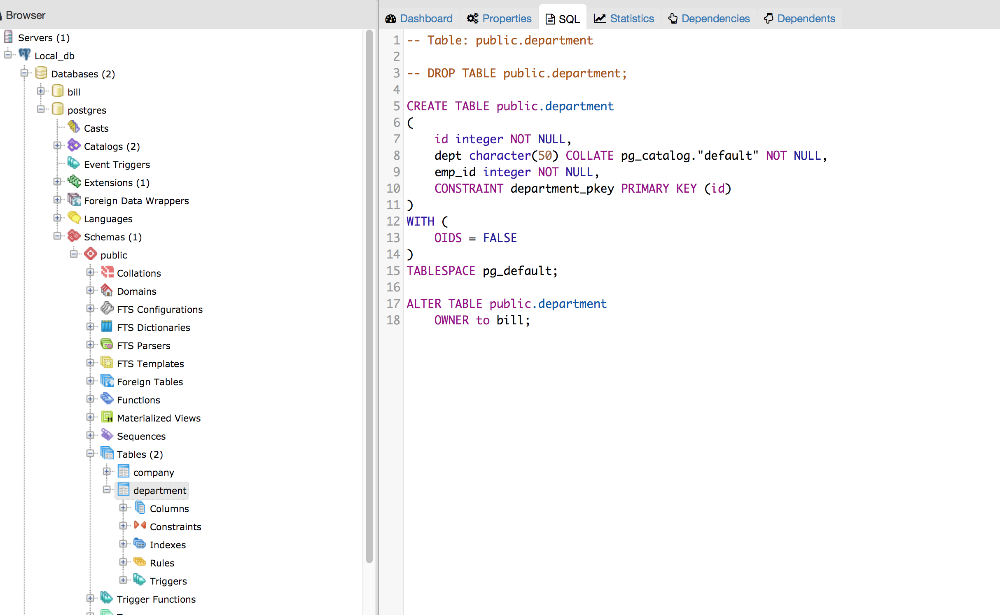 Browser
Servers (1)
Local_db
Databases (2)
bill
postgres
Casts
Catalogs (2)
Event Triggers
Extensions (1)
Foreign Data Wrappers
Languages
Schemas (1)
public
Collations
Domains
FTS Configurations
FTS Dictionaries
FTS Parsers
FTS Templates
Foreign Tables
Functions
Materialized Views
Sequences
Tables (2)
company
department
Columns
Constraints
Indexes
Rules
Triggers
Trigger Functions
Dashboard Properties SQL Statistics Dependencies Dependents
1 -- Table: public.department
2
3 -- DROP TABLE public.department;
4
5 CREATE TABLE public.department
6 (
7 id integer NOT NULL,
8 dept character(50) COLLATE pg_catalog."default" NOT NULL,
9 emp_id integer NOT NULL,
10 CONSTRAINT department_pkey PRIMARY KEY (id)
11 )
12 WITH (
13 OIDS = FALSE
14 )
15 TABLESPACE pg_default;
16
17 ALTER TABLE public.department
18 OWNER to bill;